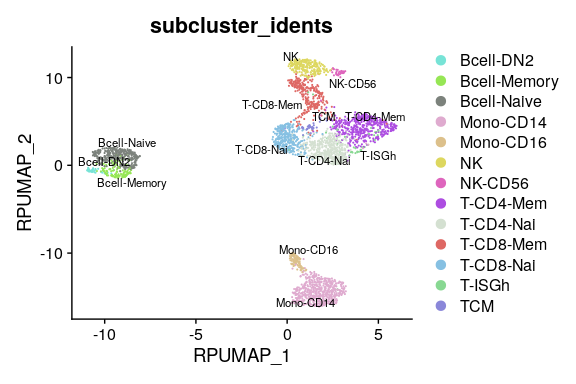 subcluster_idents
NK
NK-CD56
T-CD8-Mem
TCM
T-CD4-Mem
T-CD8-Nai
T-CD4-Nai
T-ISGh
Bcell-Naive
Bcell-DN2
Bcell-Memory
Mono-CD16
Mono-CD14
10
0
-10
RPUMAP_2
-10
-5
0
5
RPUMAP_1
Bcell-DN2
Bcell-Memory
Bcell-Naive
Mono-CD14
Mono-CD16
NK
NK-CD56
T-CD4-Mem
T-CD4-Nai
T-CD8-Mem
T-CD8-Nai
T-ISGh
TCM